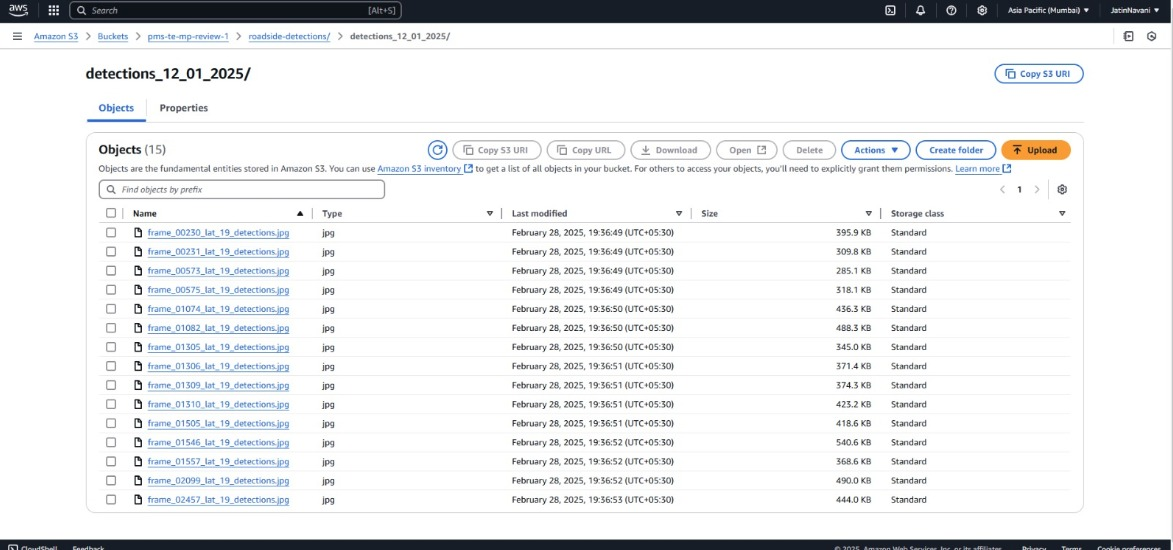 aws Search [Alt+S] Asia Pacific (Mumbai) JatinNavani
Amazon S3 > Buckets > pms-te-mp-review-1 > roadside-detections/ > detections_12_01_2025/
detections_12_01_2025/ Copy S3 URI
Objects Properties
Objects (15) Copy S3 URI Copy URL Download Open Delete Actions Create folder Upload
Objects are the fundamental entities stored in Amazon S3. You can use Amazon S3 inventory to get a list of all objects in your bucket. For others to access your objects, you'll need to explicitly grant them permissions. Learn more
Find objects by prefix < 1 >
Name Type Last modified Size Storage class
frame_00230_lat_19_detections.jpg jpg February 28, 2025, 19:36:49 (UTC+05:30) 395.9 KB Standard
frame_00231_lat_19_detections.jpg jpg February 28, 2025, 19:36:49 (UTC+05:30) 309.8 KB Standard
frame_00573_lat_19_detections.jpg jpg February 28, 2025, 19:36:49 (UTC+05:30) 285.1 KB Standard
frame_00575_lat_19_detections.jpg jpg February 28, 2025, 19:36:49 (UTC+05:30) 318.1 KB Standard
frame_01074_lat_19_detections.jpg jpg February 28, 2025, 19:36:50 (UTC+05:30) 436.3 KB Standard
frame_01082_lat_19_detections.jpg jpg February 28, 2025, 19:36:50 (UTC+05:30) 488.3 KB Standard
frame_01305_lat_19_detections.jpg jpg February 28, 2025, 19:36:50 (UTC+05:30) 345.0 KB Standard
frame_01306_lat_19_detections.jpg jpg February 28, 2025, 19:36:51 (UTC+05:30) 371.4 KB Standard
frame_01309_lat_19_detections.jpg jpg February 28, 2025, 19:36:51 (UTC+05:30) 374.3 KB Standard
frame_01310_lat_19_detections.jpg jpg February 28, 2025, 19:36:51 (UTC+05:30) 423.2 KB Standard
frame_01505_lat_19_detections.jpg jpg February 28, 2025, 19:36:51 (UTC+05:30) 418.6 KB Standard
frame_01546_lat_19_detections.jpg jpg February 28, 2025, 19:36:52 (UTC+05:30) 540.6 KB Standard
frame_01557_lat_19_detections.jpg jpg February 28, 2025, 19:36:52 (UTC+05:30) 368.6 KB Standard
frame_02099_lat_19_detections.jpg jpg February 28, 2025, 19:36:52 (UTC+05:30) 490.0 KB Standard
frame_02457_lat_19_detections.jpg jpg February 28, 2025, 19:36:53 (UTC+05:30) 444.0 KB Standard
CloudShell Feedback © 2025, Amazon Web Services, Inc. or its affiliates. Privacy Terms Cookie preferences